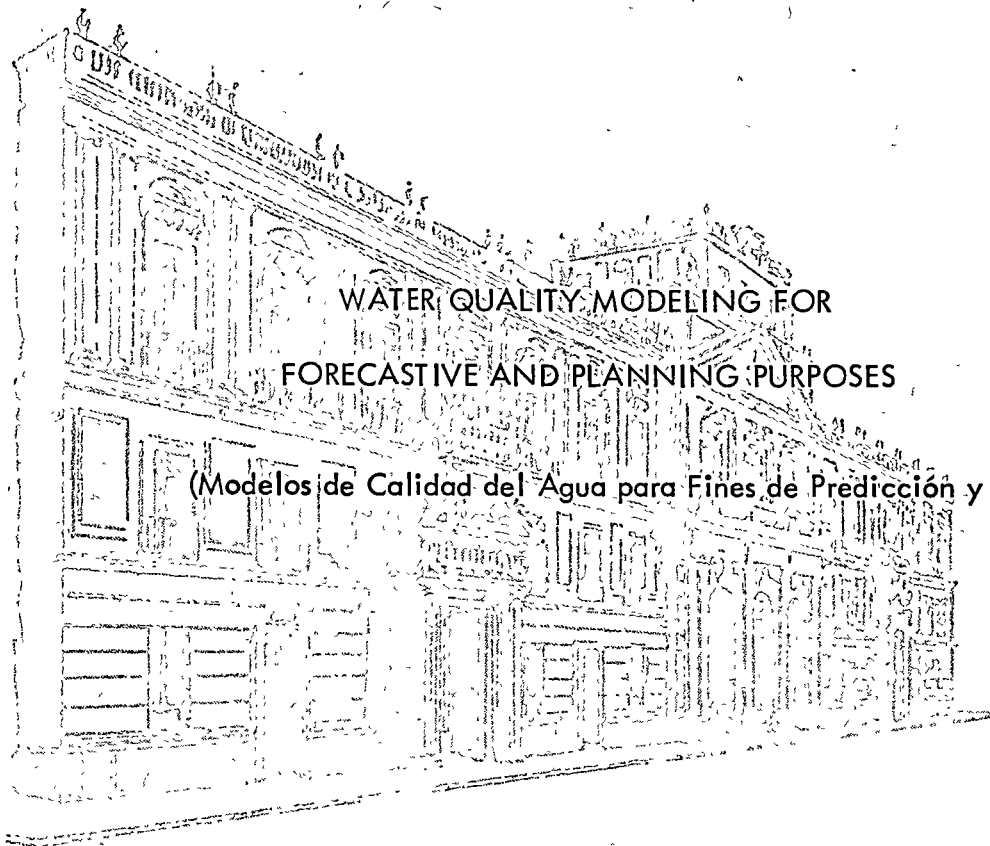 WATER QUALITY MODELING FOR
FORECASTIVE AND PLANNING PURPOSES
(Modelos de Calidad del Agua para Fines de Predicción y